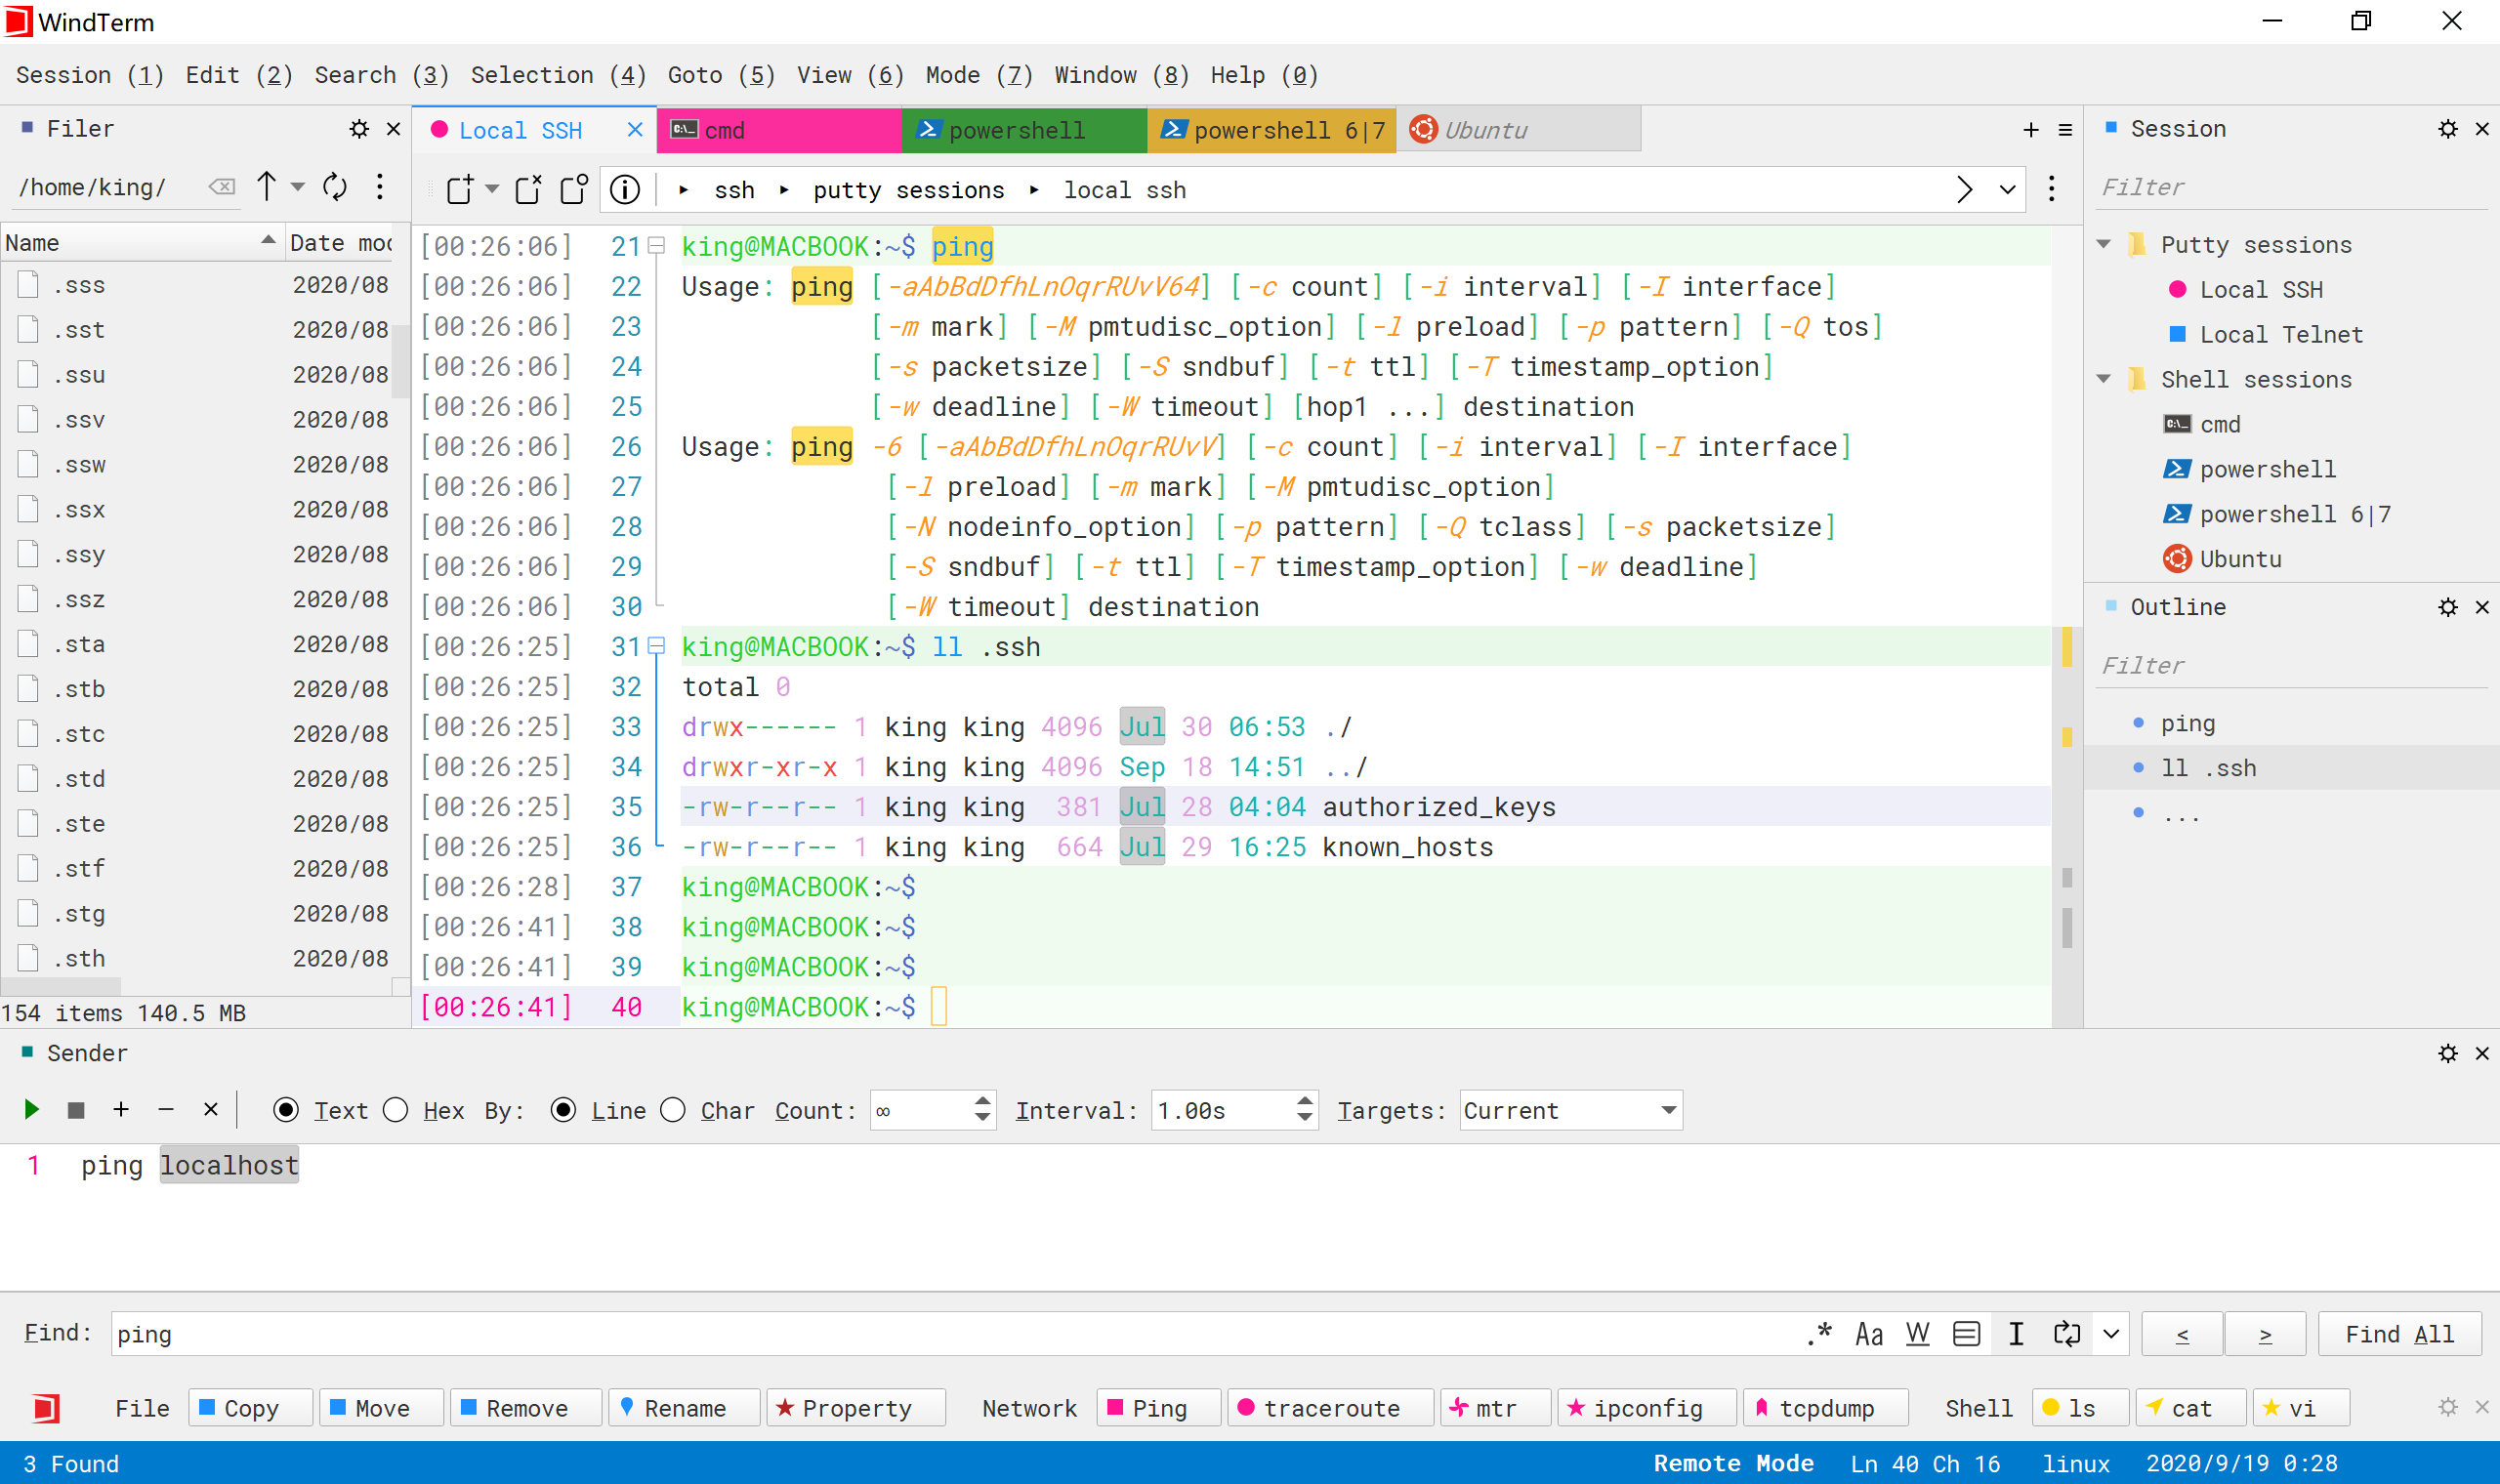 WindTerm
Session (1) Edit (2) Search (3) Selection (4) Goto (5) View (6) Mode (7) Window (8) Help (0)
Filer
/home/king/
Name Date mod
.sss 2020/08
.sst 2020/08
.ssu 2020/08
.ssv 2020/08
.ssw 2020/08
.ssx 2020/08
.ssy 2020/08
.ssz 2020/08
.sta 2020/08
.stb 2020/08
.stc 2020/08
.std 2020/08
.ste 2020/08
.stf 2020/08
.stg 2020/08
.sth 2020/08
154 items 140.5 MB
Local SSH cmd powershell powershell 6|7 Ubuntu
ssh putty sessions local ssh
[00:26:06] 21 king@MACBOOK:~$ ping
[00:26:06] 22 Usage: ping [-aAbBdDfhLnOqrRUvV64] [-c count] [-i interval] [-I interface]
[00:26:06] 23 [-m mark] [-M pmtudisc_option] [-l preload] [-p pattern] [-Q tos]
[00:26:06] 24 [-s packetsize] [-S sndbuf] [-t ttl] [-T timestamp_option]
[00:26:06] 25 [-w deadline] [-W timeout] [hop1 ...] destination
[00:26:06] 26 Usage: ping -6 [-aAbBdDfhLnOqrRUvV] [-c count] [-i interval] [-I interface]
[00:26:06] 27 [-l preload] [-m mark] [-M pmtudisc_option]
[00:26:06] 28 [-N nodeinfo_option] [-p pattern] [-Q tclass] [-s packetsize]
[00:26:06] 29 [-S sndbuf] [-t ttl] [-T timestamp_option] [-w deadline]
[00:26:06] 30 [-W timeout] destination
[00:26:25] 31 king@MACBOOK:~$ ll .ssh
[00:26:25] 32 total 0
[00:26:25] 33 drwx------ 1 king king 4096 Jul 30 06:53 ./
[00:26:25] 34 drwxr-xr-x 1 king king 4096 Sep 18 14:51 ../
[00:26:25] 35 -rw-r--r-- 1 king king 381 Jul 28 04:04 authorized_keys
[00:26:25] 36 -rw-r--r-- 1 king king 664 Jul 29 16:25 known_hosts
[00:26:28] 37 king@MACBOOK:~$
[00:26:41] 38 king@MACBOOK:~$
[00:26:41] 39 king@MACBOOK:~$
[00:26:41] 40 king@MACBOOK:~$
Session
Filter
Putty sessions
Local SSH
Local Telnet
Shell sessions
cmd
powershell
powershell 6|7
Ubuntu
Outline
Filter
ping
ll .ssh
...
Sender
Text Hex By: Line Char Count: ∞ Interval: 1.00s Targets: Current
1 ping localhost
Find: ping .* Aa W < > Find All
File Copy Move Remove Rename Property Network Ping traceroute mtr ipconfig tcpdump Shell ls cat vi
3 Found Remote Mode Ln 40 Ch 16 linux 2020/9/19 0:28